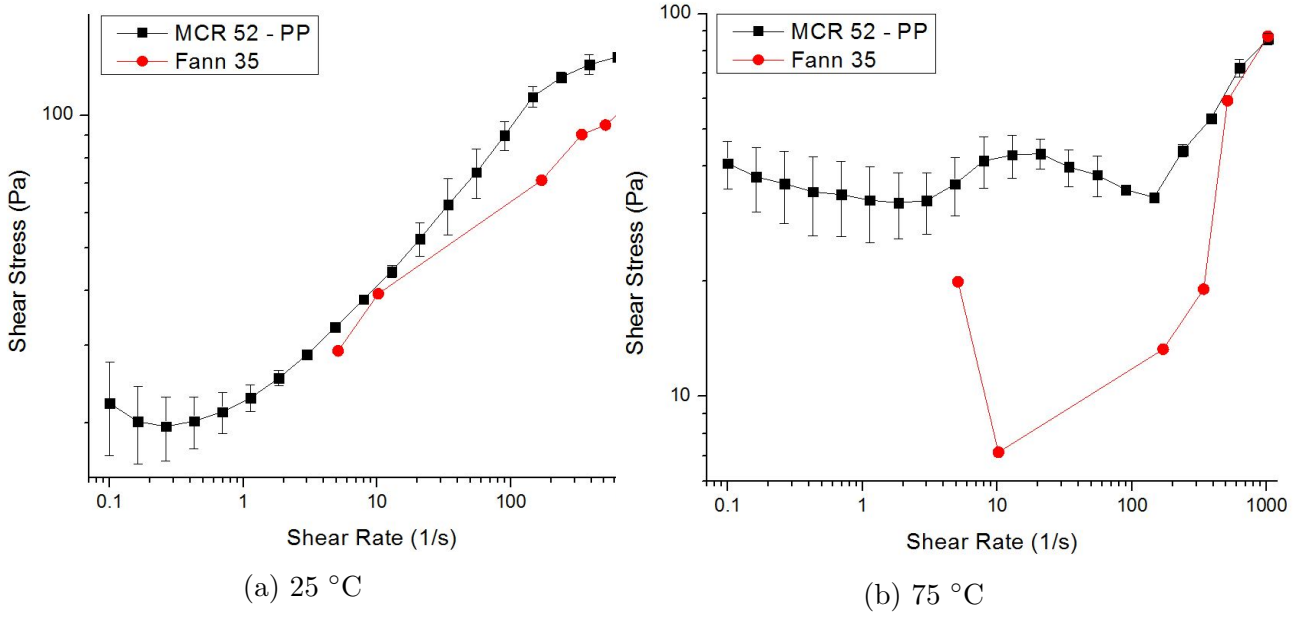 MCR 52 - PP
Fann 35
100
Shear Stress (Pa)
0.1 1 10 100
Shear Rate (1/s)
(a) 25 °C
100
MCR 52 - PP
Fann 35
Shear Stress (Pa)
10
0.1 1 10 100 1000
Shear Rate (1/s)
(b) 75 °C